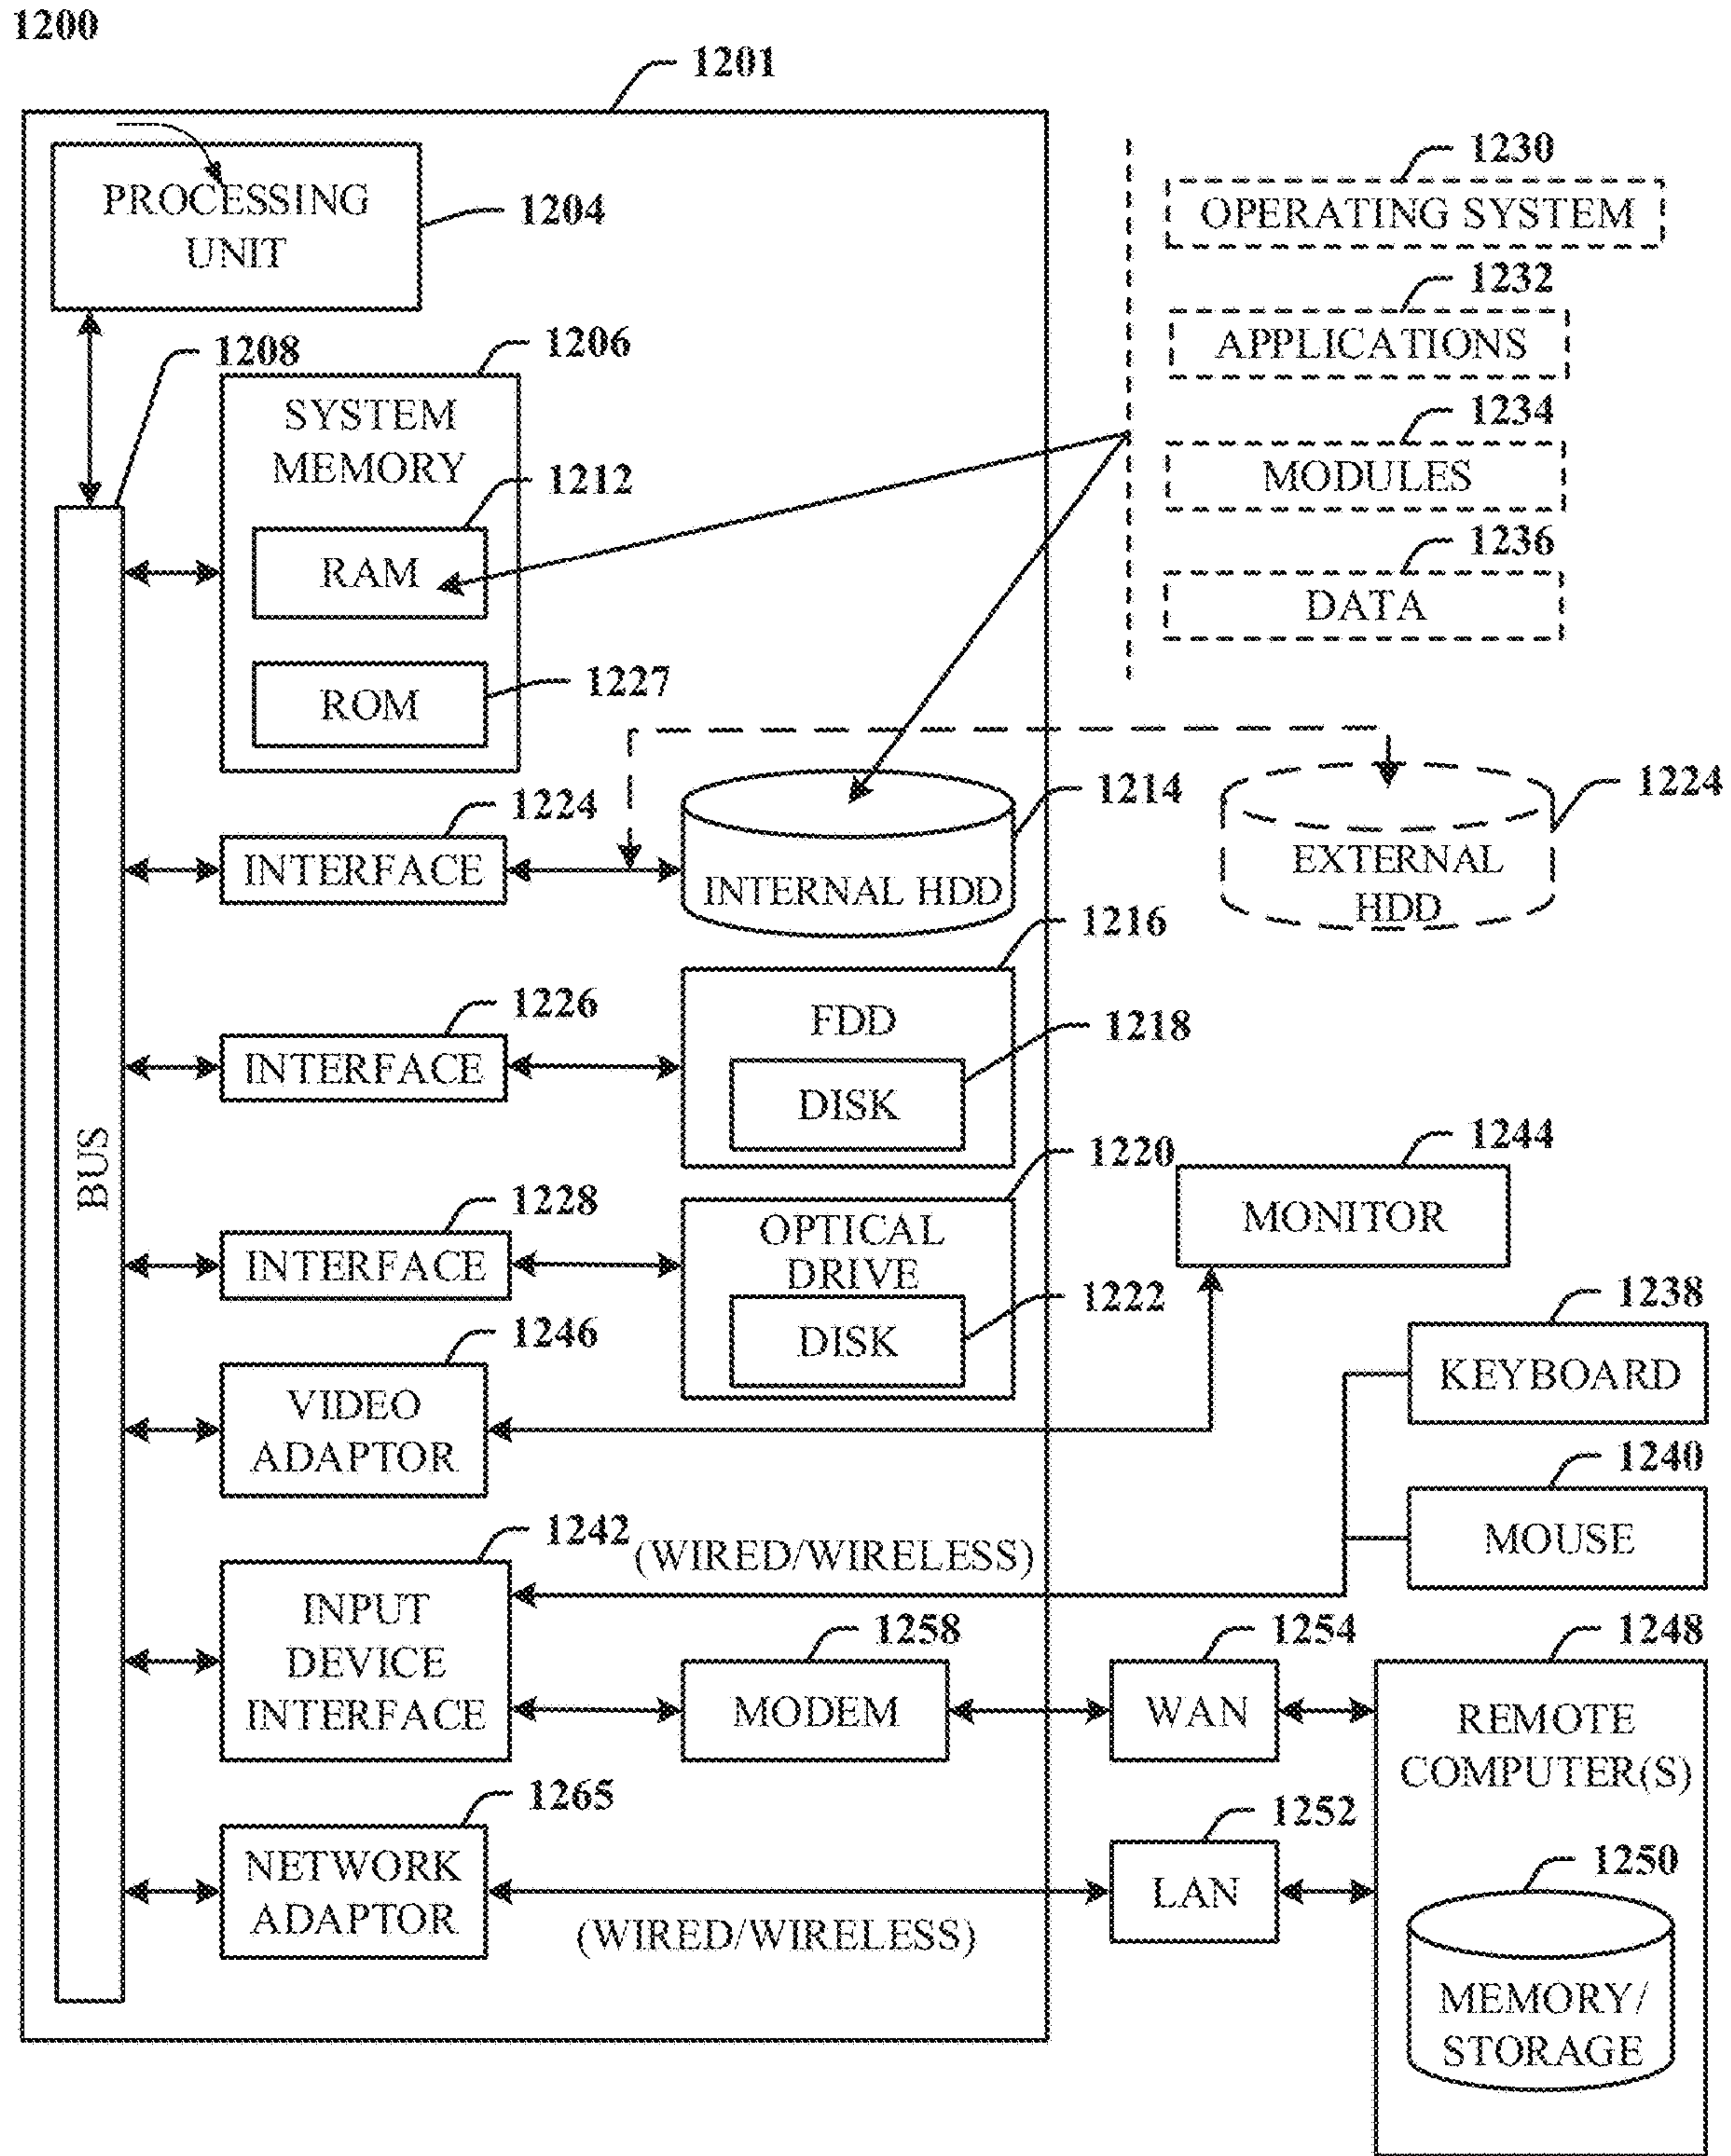 1200
1201
PROCESSING
UNIT
1204
1208
1206
SYSTEM
MEMORY
1212
RAM
ROM
1227
1230
OPERATING SYSTEM
1232
APPLICATIONS
1234
MODULES
1236
DATA
BUS
1224
INTERFACE
1214
INTERNAL HDD
1224
EXTERNAL
HDD
1226
INTERFACE
1216
FDD
1218
DISK
1228
INTERFACE
1220
OPTICAL
DRIVE
1222
DISK
1244
MONITOR
1246
VIDEO
ADAPTOR
1238
KEYBOARD
1240
MOUSE
1242
(WIRED/WIRELESS)
INPUT
DEVICE
INTERFACE
1258
MODEM
1254
WAN
1248
REMOTE
COMPUTER(S)
1265
NETWORK
ADAPTOR
(WIRED/WIRELESS)
1252
LAN
1250
MEMORY/
STORAGE